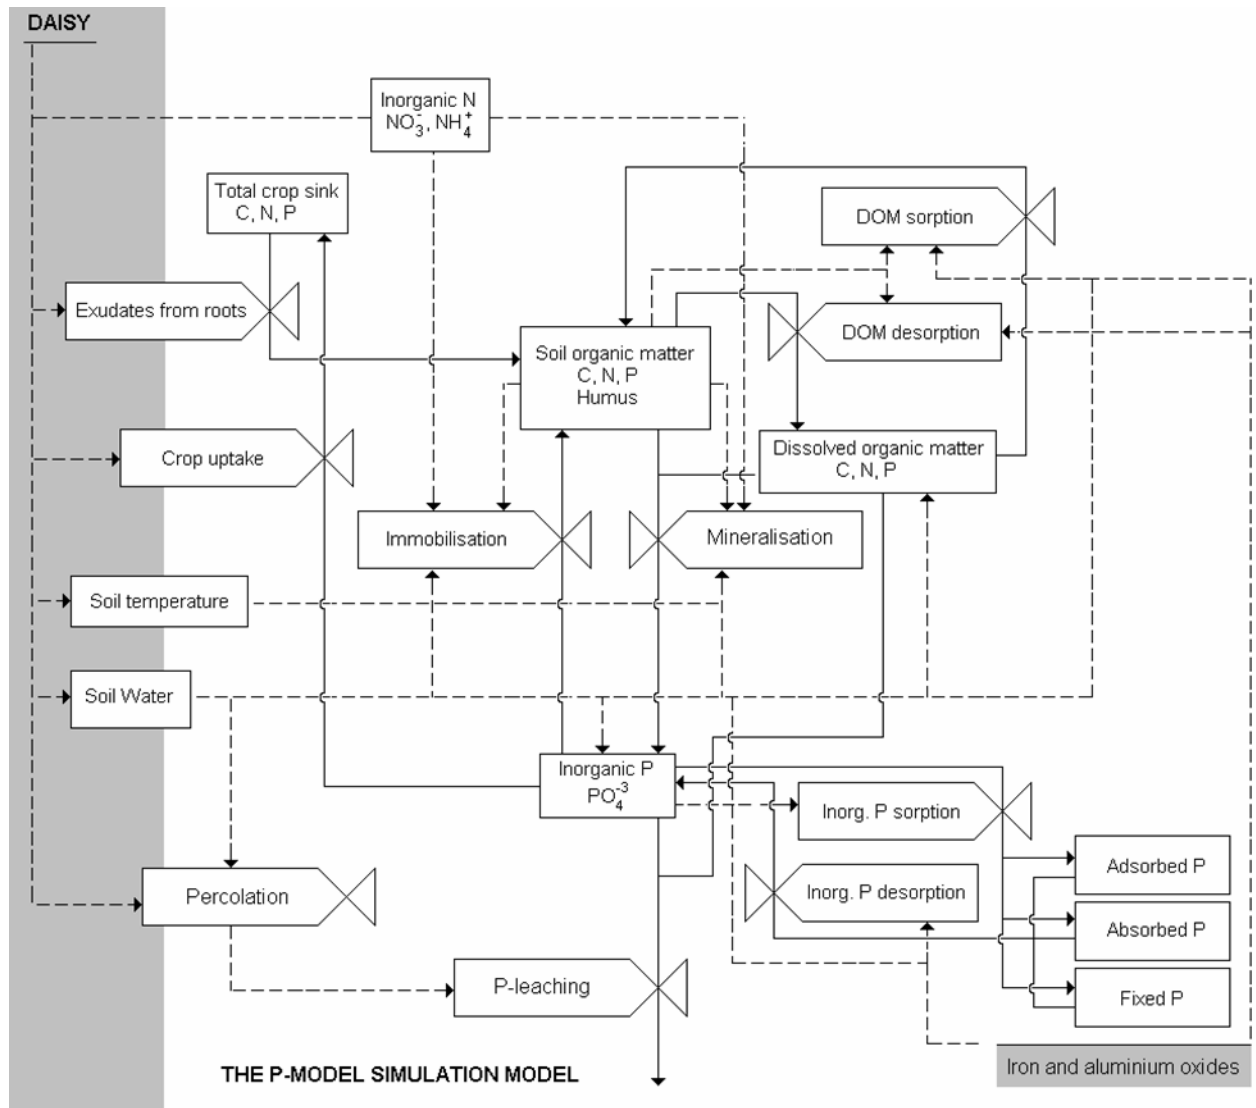 DAISY
Inorganic N
NO₃⁻, NH₄⁺
Total crop sink
C, N, P
DOM sorption
Exudates from roots
DOM desorption
Soil organic matter
C, N, P
Humus
Crop uptake
Dissolved organic matter
C, N, P
Immobilisation
Mineralisation
Soil temperature
Soil Water
Inorganic P
PO₄⁻³
Inorg. P sorption
Adsorbed P
Percolation
Inorg. P desorption
Absorbed P
P-leaching
Fixed P
Iron and aluminium oxides
THE P-MODEL SIMULATION MODEL